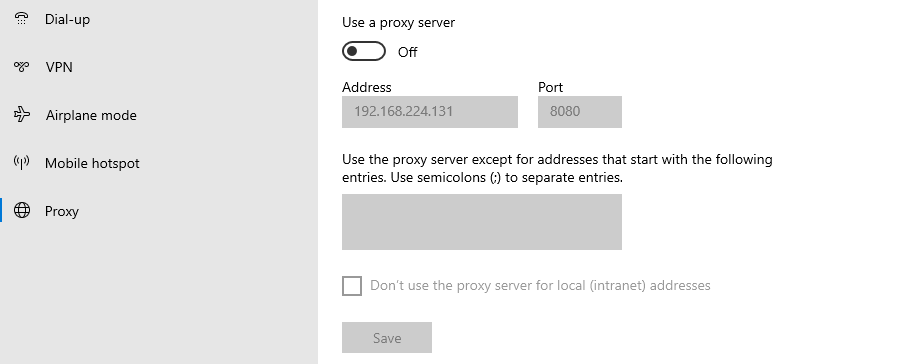 Dial-up
VPN
Airplane mode
Mobile hotspot
Proxy
Use a proxy server
Off
Address
Port
192.168.224.131
8080
Use the proxy server except for addresses that start with the following
entries. Use semicolons (;) to separate entries.
Don't use the proxy server for local (intranet) addresses
Save